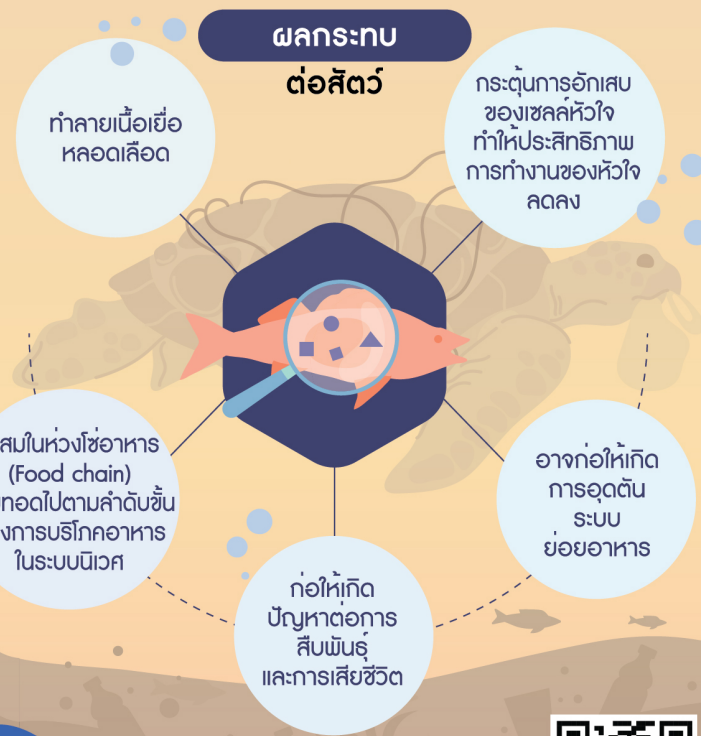 ผลกระทบ
ต่อสัตว์
ทำลายเนื้อเยื่อ
หลอดเลือด
กระตุ้นการอักเสบ
ของเซลล์หัวใจ
ทำให้ประสิทธิภาพ
การทำงานของหัวใจ
ลดลง
สมในห่วงโซ่อาหาร
(Food chain)
ทอดไปตามลำดับขั้น
งการบริโภคอาหาร
ในระบบนิเวศ
อาจก่อให้เกิด
การอุดตัน
ระบบ
ย่อยอาหาร
ก่อให้เกิด
ปัญหาต่อการ
สืบพันธุ์
และการเสียชีวิต